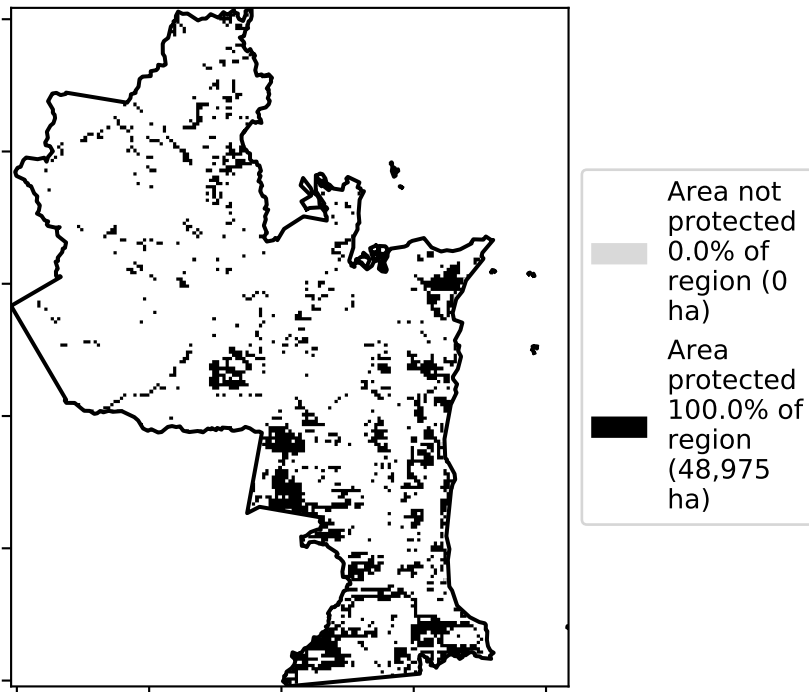 Area not
protected
0.0% of
region (0
ha)
Area
protected
100.0% of
region
(48,975
ha)